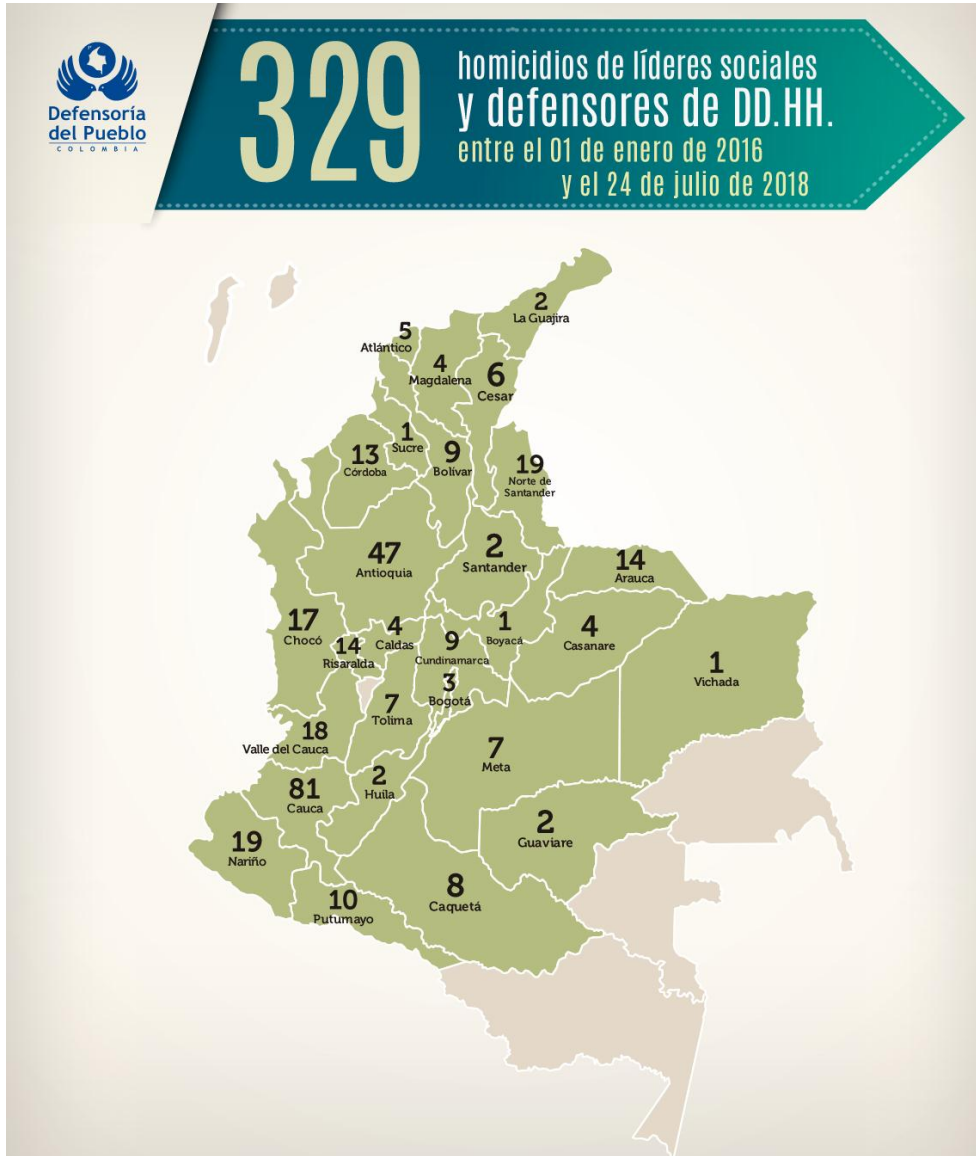 Defensoría
del Pueblo
COLOMBIA
329
homicidios de líderes sociales
y defensores de DD.HH.
entre el 01 de enero de 2016
y el 24 de julio de 2018
2
La Guajira
5
Atlántico
4
Magdalena
6
Cesar
1
Sucre
13
Córdoba
9
Bolívar
19
Norte de
Santander
47
Antioquia
2
Santander
14
Arauca
17
Chocó
4
Caldas
14
Risaralda
9
Cundinamarca
1
Boyacá
4
Casanare
1
Vichada
3
Bogotá
7
Tolima
18
Valle del Cauca
7
Meta
2
Huila
81
Cauca
2
Guaviare
19
Nariño
8
Caquetá
10
Putumayo